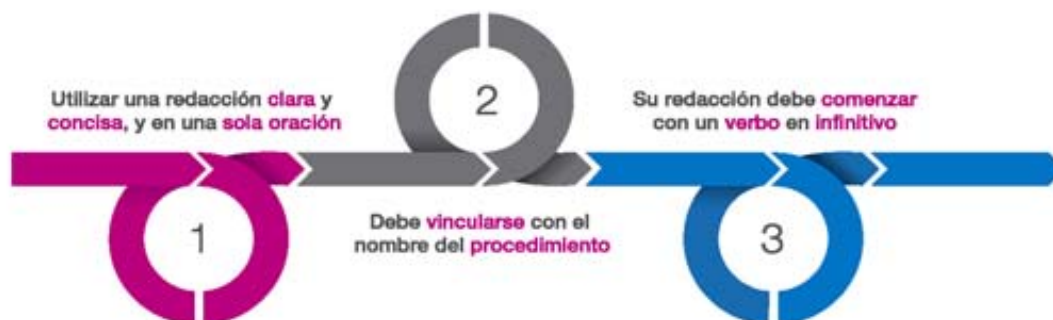 Utilizar una redacción clara y
concisa, y en una sola oración
1
2
Debe vincularse con el
nombre del procedimiento
Su redacción debe comenzar
con un verbo en infinitivo
3